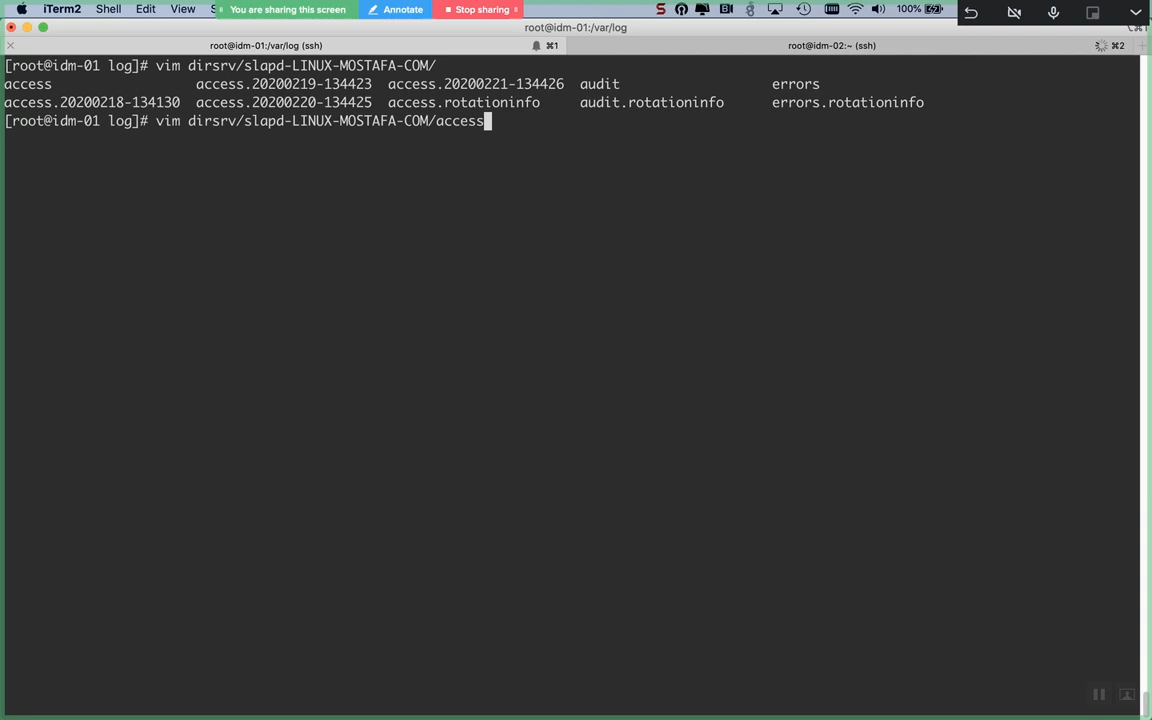 iTerm2 Shell Edit View S You are sharing this screen Annotate Stop sharing 100%
root@idm-01:/var/log
root@idm-01:/var/log (ssh) ⌘1 root@idm-02:~ (ssh) ⌘2
[root@idm-01 log]# vim dirsrv/slapd-LINUX-MOSTAFA-COM/
access access.20200219-134423 access.20200221-134426 audit errors
access.20200218-134130 access.20200220-134425 access.rotationinfo audit.rotationinfo errors.rotationinfo
[root@idm-01 log]# vim dirsrv/slapd-LINUX-MOSTAFA-COM/access